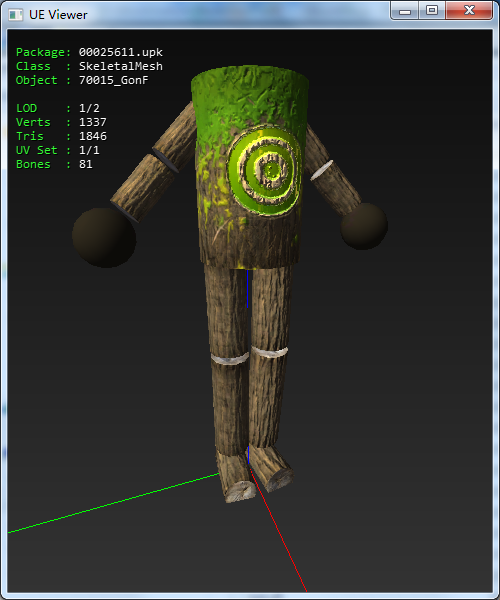 UE Viewer
Package: 00025611.upk
Class : SkeletalMesh
Object : 70015_GonF
LOD : 1/2
Verts : 1337
Tris : 1846
UV Set : 1/1
Bones : 81